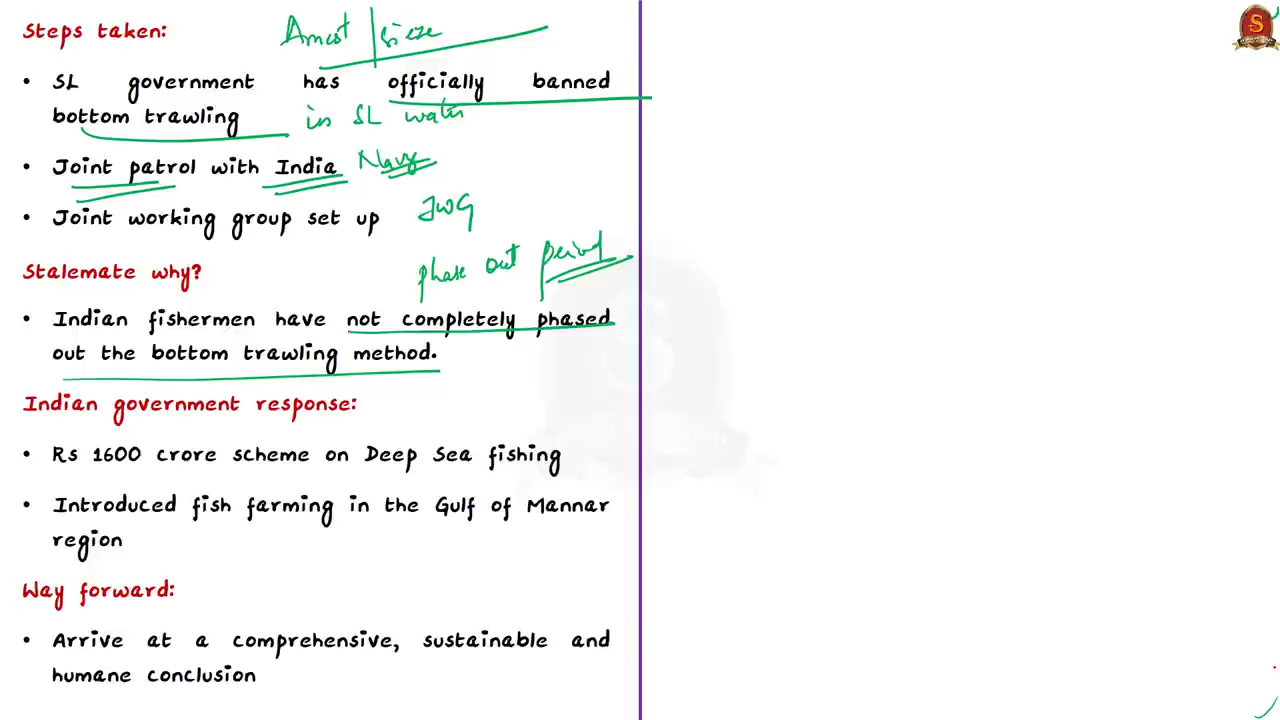 Steps taken:
Arrest / Sieze
• SL government has officially banned
bottom trawling in SL water
• Joint patrol with India Navy
• Joint working group set up JWG
phase out period
Stalemate why?
• Indian fishermen have not completely phased
out the bottom trawling method.
Indian government response:
• Rs 1600 crore scheme on Deep Sea fishing
• Introduced fish farming in the Gulf of Mannar
region
Way forward:
• Arrive at a comprehensive, sustainable and
humane conclusion
S